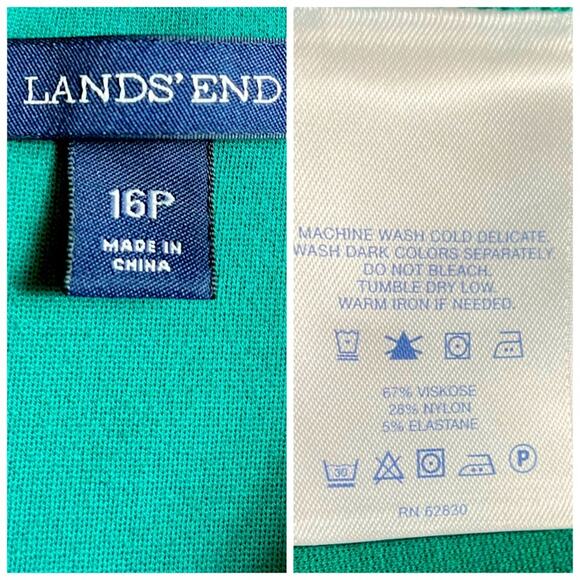 LANDS' END
16P
MADE IN
CHINA
MACHINE WASH COLD DELICATE.
WASH DARK COLORS SEPARATELY.
DO NOT BLEACH.
TUMBLE DRY LOW.
WARM IRON IF NEEDED.
67% VISKOSE
28% NYLON
5% ELASTANE
30
P
RN 62830